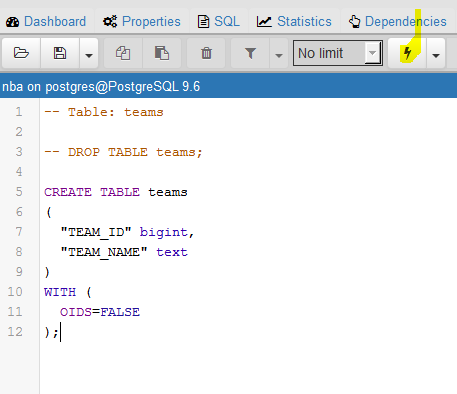 Dashboard Properties SQL Statistics Dependencies
No limit
nba on postgres@PostgreSQL 9.6
1 -- Table: teams
2
3 -- DROP TABLE teams;
4
5 CREATE TABLE teams
6 (
7 "TEAM_ID" bigint,
8 "TEAM_NAME" text
9 )
10 WITH (
11 OIDS=FALSE
12 );